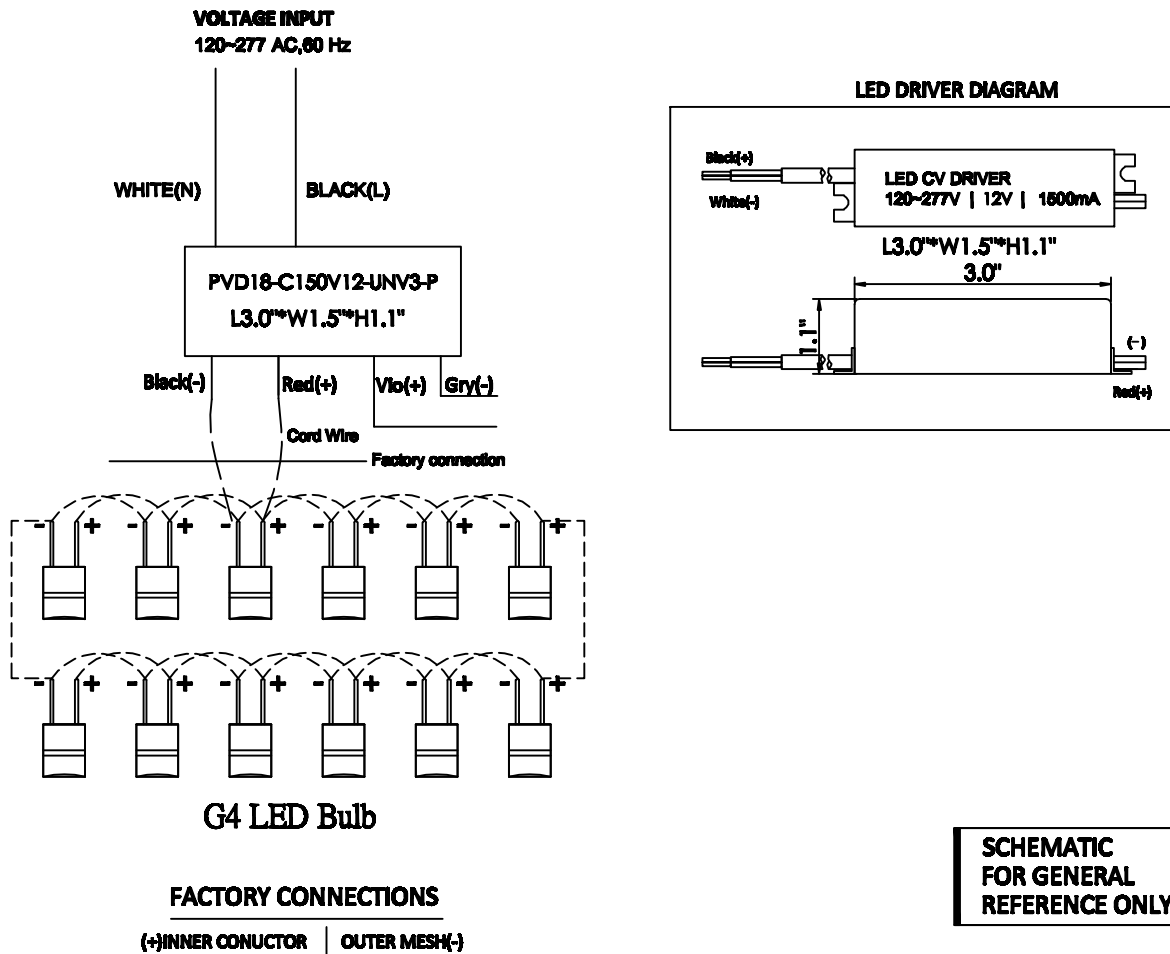 VOLTAGE INPUT
120~277 AC,60 Hz
WHITE(N)
BLACK(L)
PVD18-C150V12-UNV3-P
L3.0"*W1.5"*H1.1"
Black(-)
Red(+)
Vio(+)
Gry(-)
Cord Wire
Factory connection
- + - + - + - + - + - +
- + - + - + - + - + - +
G4 LED Bulb
FACTORY CONNECTIONS
(+)INNER CONUCTOR | OUTER MESH(-)
LED DRIVER DIAGRAM
Black(+)
White(-)
LED CV DRIVER
120~277V | 12V | 1500mA
L3.0"*W1.5"*H1.1"
3.0"
1.1"
(-)
Red(+)
SCHEMATIC
FOR GENERAL
REFERENCE ONLY